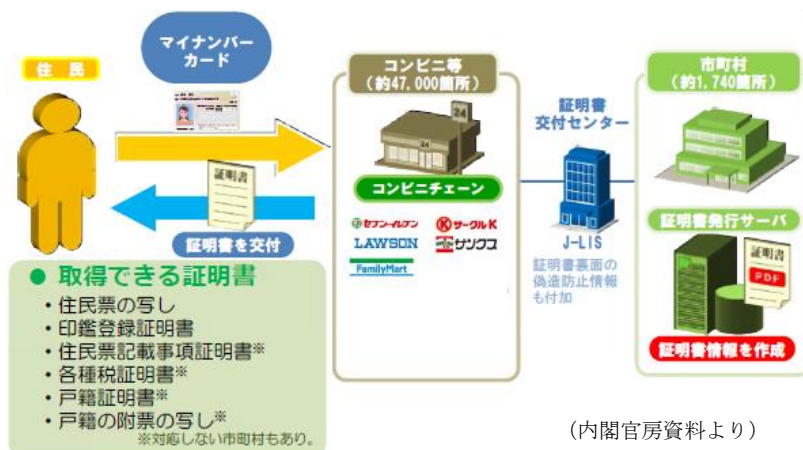 住 民
マイナンバー
カード
証明書
証明書を交付
● 取得できる証明書
・住民票の写し
・印鑑登録証明書
・住民票記載事項証明書※
・各種税証明書※
・戸籍証明書※
・戸籍の附票の写し※
※対応しない市町村もあり。
コンビニ等
(約47,000箇所)
24
24
コンビニチェーン
セブン-イレブン
サークルK
LAWSON
サンクス
FamilyMart
証明書
交付センター
J-LIS
証明書裏面の
偽造防止情報
も付加
市町村
(約1,740箇所)
証明書発行サーバ
証明書
PDF
証明書情報を作成
(内閣官房資料より)